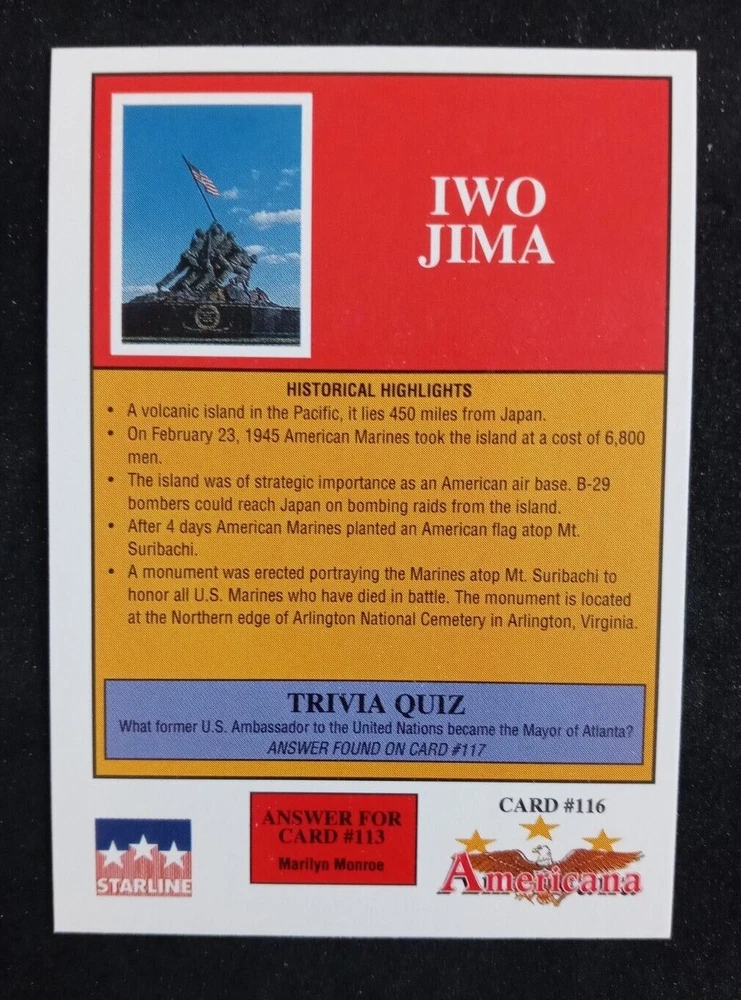 IWO
JIMA
HISTORICAL HIGHLIGHTS
• A volcanic island in the Pacific, it lies 450 miles from Japan.
• On February 23, 1945 American Marines took the island at a cost of 6,800
men.
• The island was of strategic importance as an American air base. B-29
bombers could reach Japan on bombing raids from the island.
• After 4 days American Marines planted an American flag atop Mt.
Suribachi.
• A monument was erected portraying the Marines atop Mt. Suribachi to
honor all U.S. Marines who have died in battle. The monument is located
at the Northern edge of Arlington National Cemetery in Arlington, Virginia.
TRIVIA QUIZ
What former U.S. Ambassador to the United Nations became the Mayor of Atlanta?
ANSWER FOUND ON CARD #117
STARLINE
ANSWER FOR
CARD #113
Marilyn Monroe
CARD #116
Americana